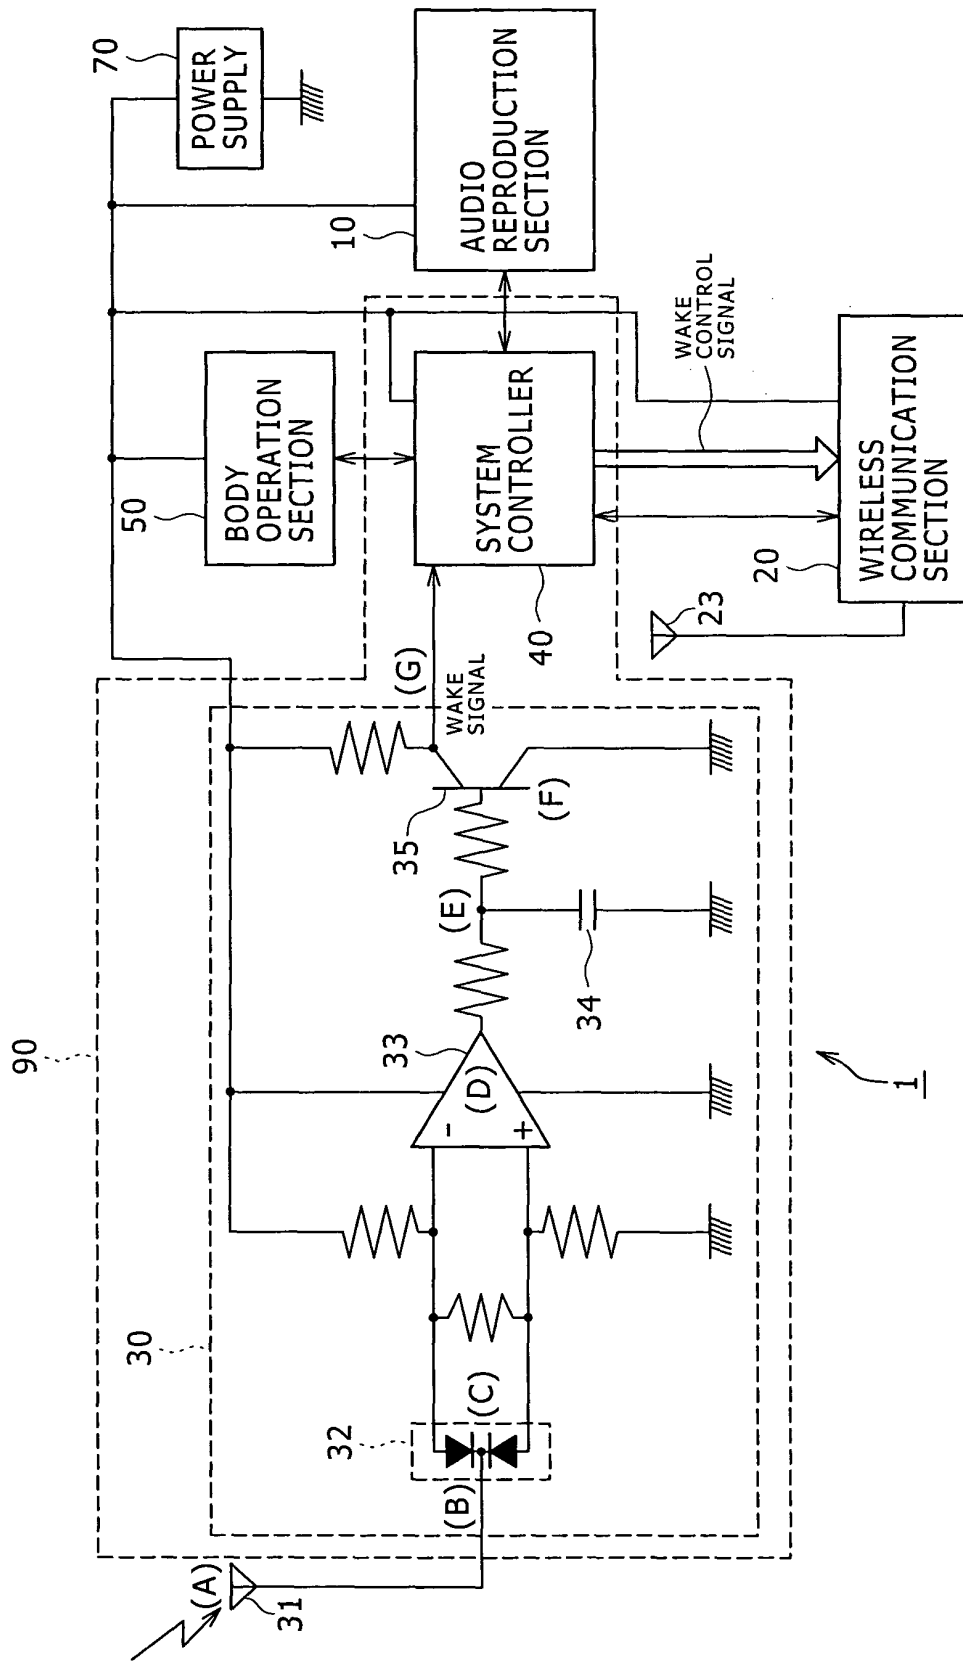 90
30
(A)
31
(B)
32
(C)
-
+
(D)
33
(E)
34
35
(F)
(G)
WAKE
SIGNAL
50
BODY
OPERATION
SECTION
40
SYSTEM
CONTROLLER
70
POWER
SUPPLY
10
AUDIO
REPRODUCTION
SECTION
WAKE
CONTROL
SIGNAL
20
WIRELESS
COMMUNICATION
SECTION
23
1